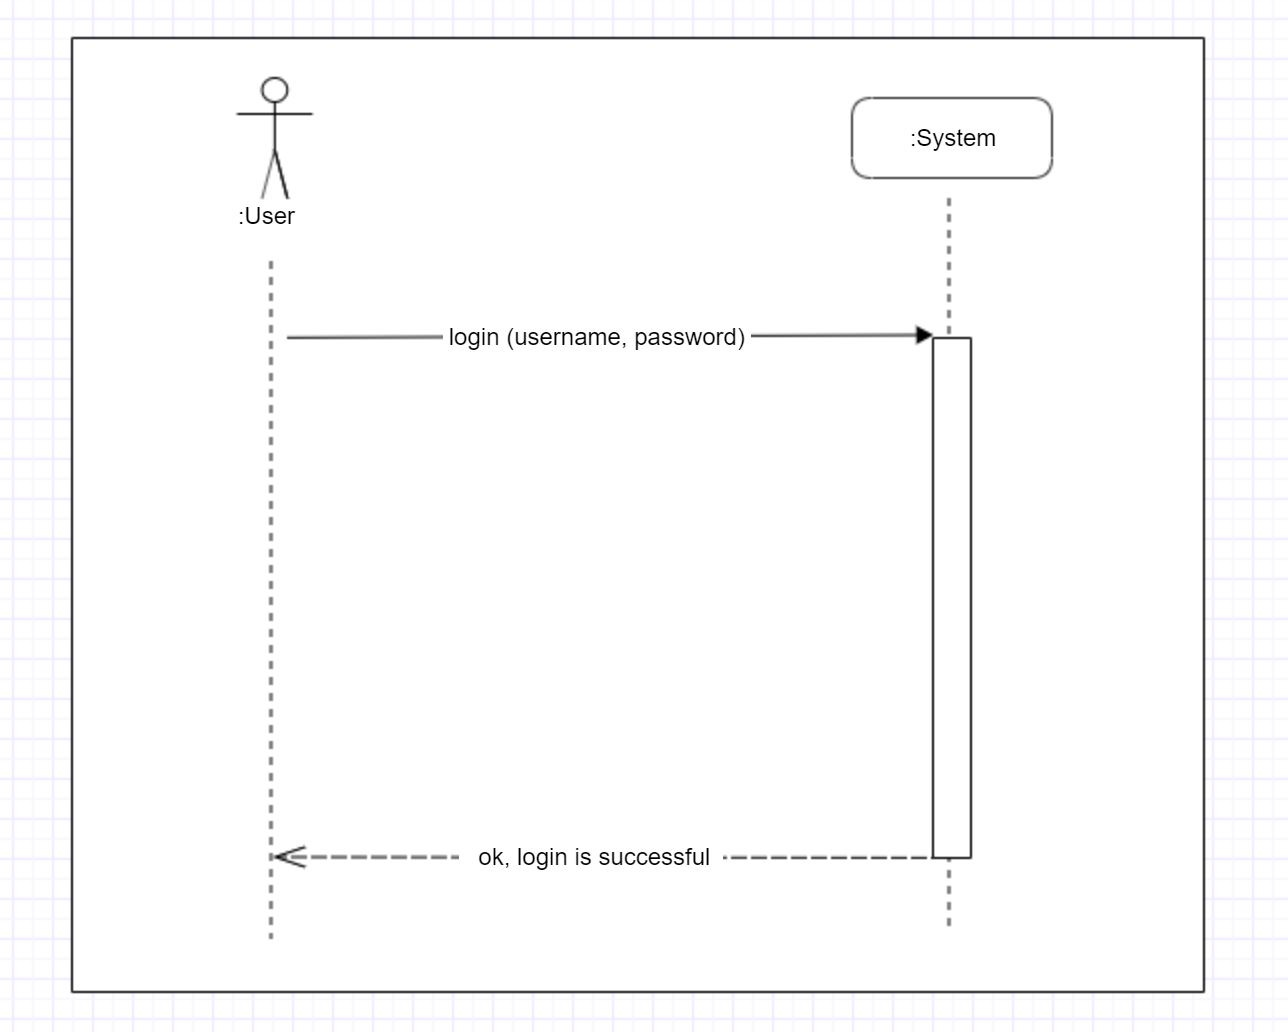 :System
:User
login (username, password)
ok, login is successful